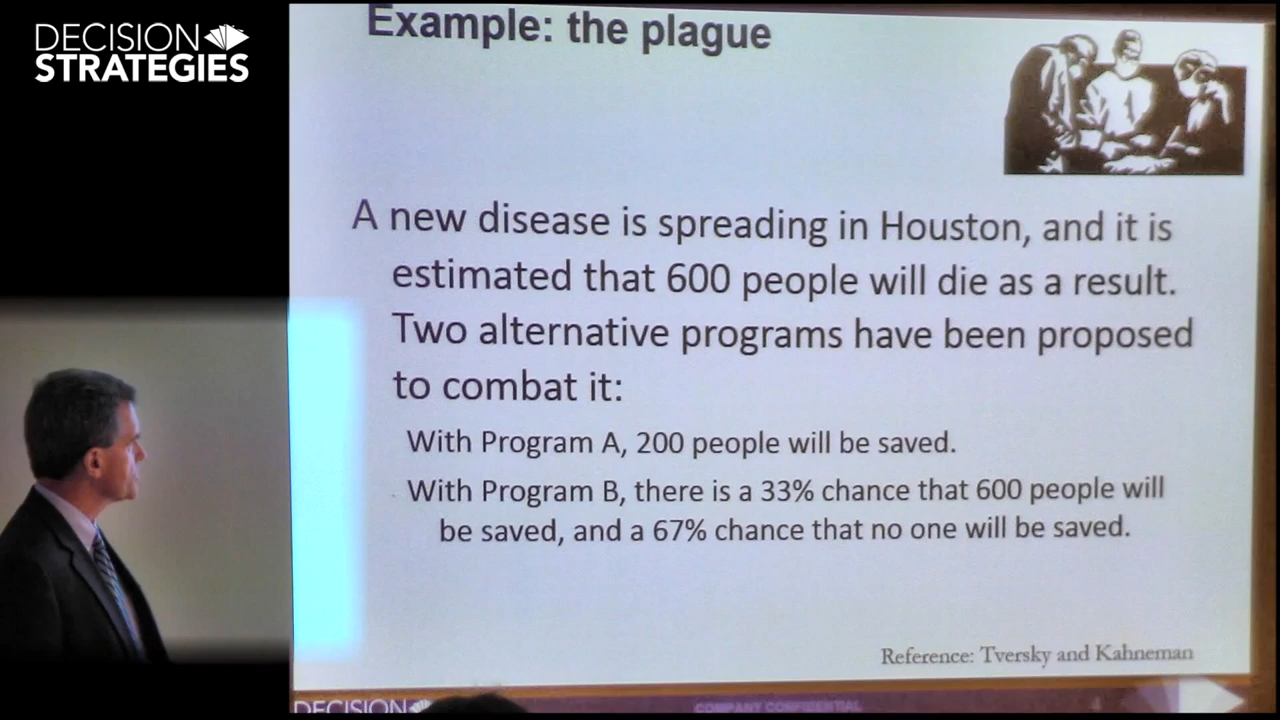 DECISION
STRATEGIES
Example: the plague
A new disease is spreading in Houston, and it is
estimated that 600 people will die as a result.
Two alternative programs have been proposed
to combat it:
With Program A, 200 people will be saved.
With Program B, there is a 33% chance that 600 people will
be saved, and a 67% chance that no one will be saved.
Reference: Tversky and Kahneman
DECISION
COMPANY CONFIDENTIAL